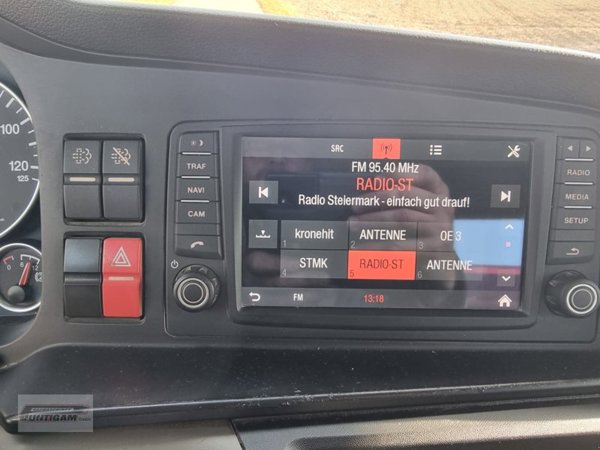 100
120
125
0
12
TRAF
NAVI
CAM
SRC
FM 95.40 MHz
RADIO-ST
Radio Steiermark - einfach gut drauf!
1 kronehit
2 ANTENNE
3 OE 3
4 STMK
5 RADIO-ST
6 ANTENNE
FM
13:18
RADIO
MEDIA
SETUP